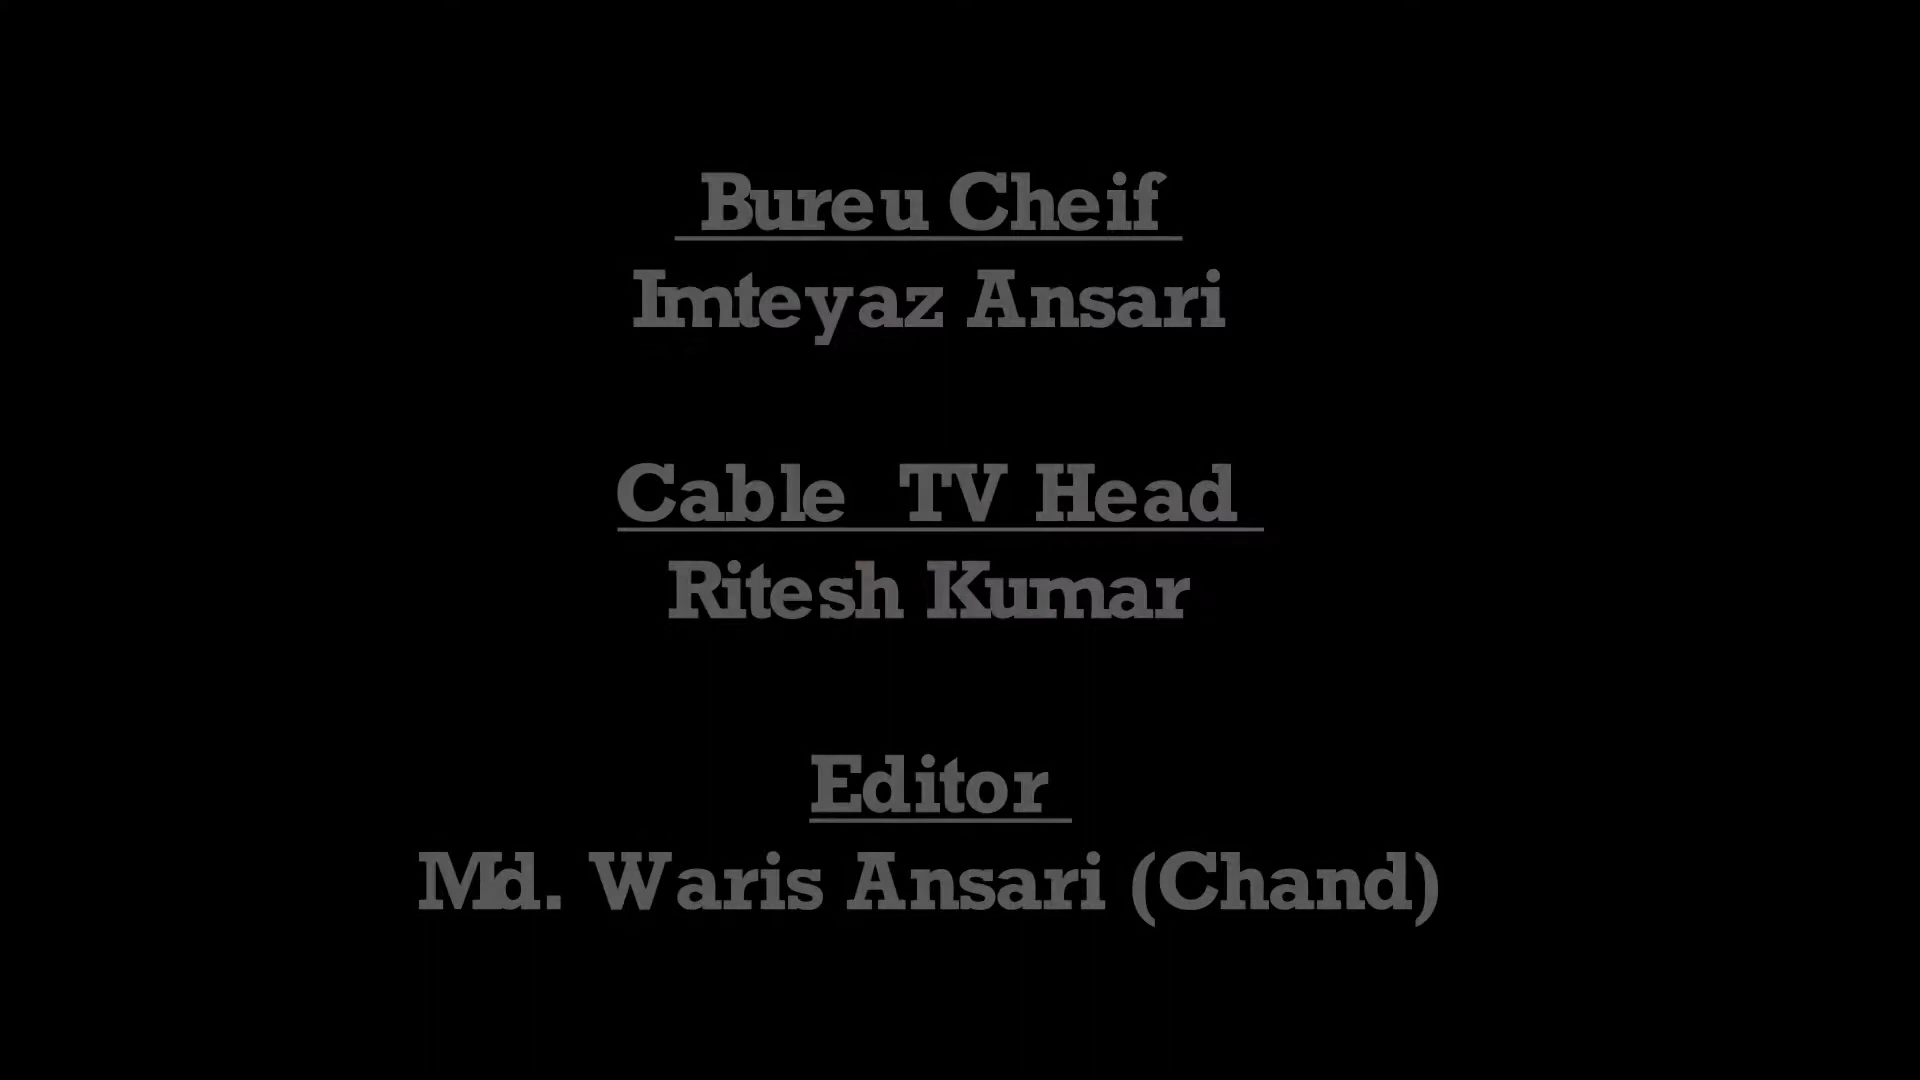 Bureu Cheif
Imteyaz Ansari
Cable TV Head
Ritesh Kumar
Editor
Md. Waris Ansari (Chand)